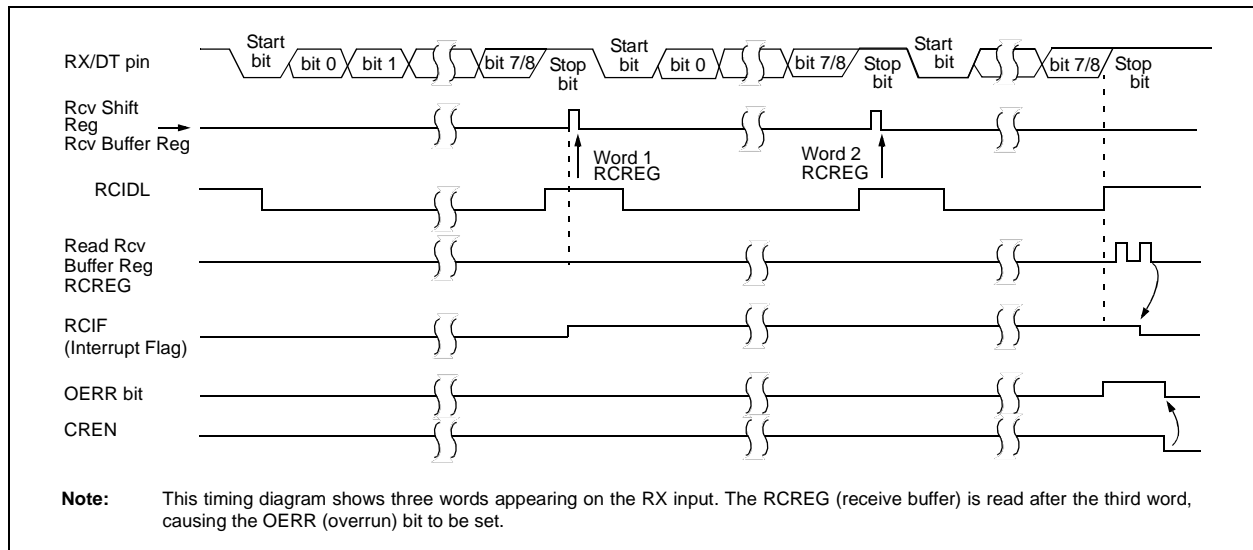 RX/DT pin
Start
bit
bit 0
bit 1
bit 7/8
Stop
bit
Start
bit
bit 0
bit 7/8
Stop
bit
Start
bit
bit 7/8
Stop
bit
Rcv Shift
Reg
Rcv Buffer Reg
Word 1
RCREG
Word 2
RCREG
RCIDL
Read Rcv
Buffer Reg
RCREG
RCIF
(Interrupt Flag)
OERR bit
CREN
Note: This timing diagram shows three words appearing on the RX input. The RCREG (receive buffer) is read after the third word,
causing the OERR (overrun) bit to be set.